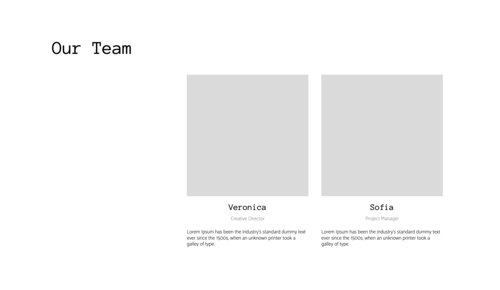 Our Team
Veronica
Creative Director
Lorem Ipsum has been the industry's standard dummy text
ever since the 1500s, when an unknown printer took a
galley of type.
Sofia
Project Manager
Lorem Ipsum has been the industry's standard dummy text
ever since the 1500s, when an unknown printer took a
galley of type.